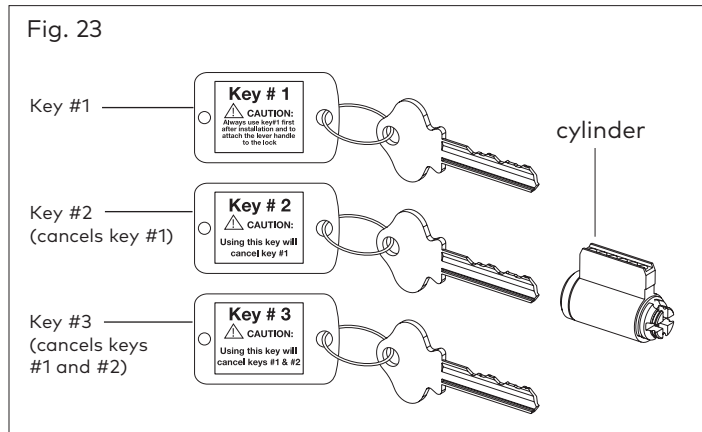 Fig. 23
Key #1
Key # 1
CAUTION:
Always use key#1 first
after installation and to
attach the lever handle
to the lock
cylinder
Key #2
(cancels key #1)
Key # 2
CAUTION:
Using this key will
cancel key #1
Key #3
(cancels keys
#1 and #2)
Key # 3
CAUTION:
Using this key will
cancel keys #1 & #2